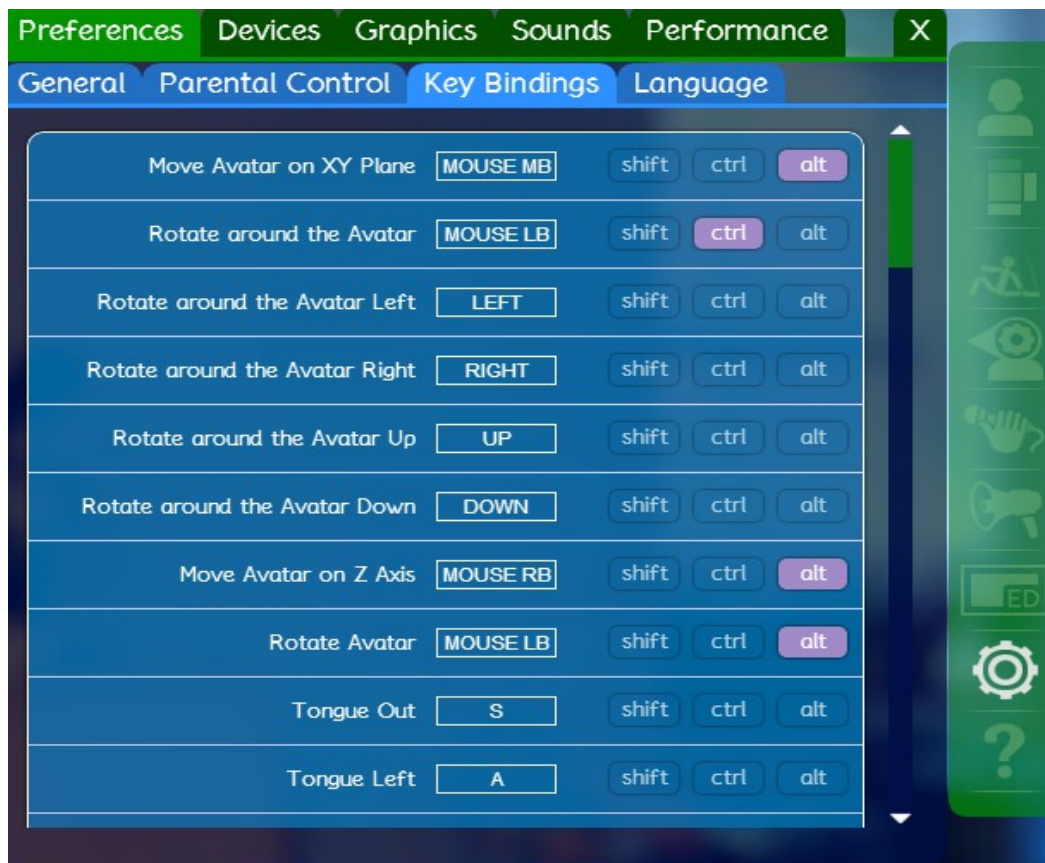 Preferences Devices Graphics Sounds Performance X
General Parental Control Key Bindings Language
Move Avatar on XY Plane MOUSE MB shift ctrl alt
Rotate around the Avatar MOUSE LB shift ctrl alt
Rotate around the Avatar Left LEFT shift ctrl alt
Rotate around the Avatar Right RIGHT shift ctrl alt
Rotate around the Avatar Up UP shift ctrl alt
Rotate around the Avatar Down DOWN shift ctrl alt
Move Avatar on Z Axis MOUSE RB shift ctrl alt
ED
Rotate Avatar MOUSE LB shift ctrl alt
Tongue Out S shift ctrl alt
?
Tongue Left A shift ctrl alt